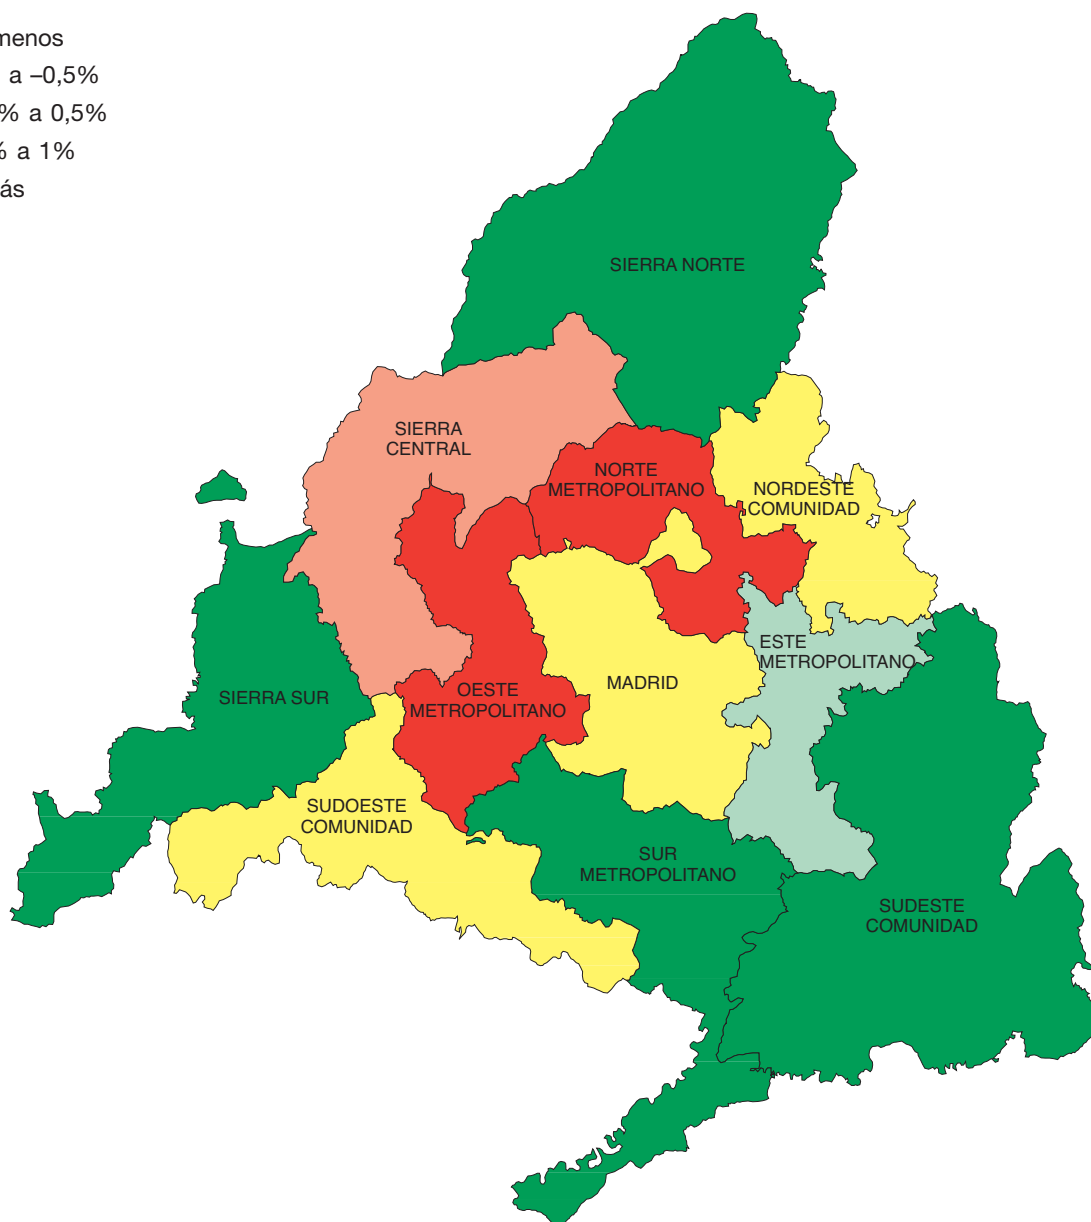 menos
a –0,5%
% a 0,5%
% a 1%
ás
SIERRA NORTE
SIERRA
CENTRAL
NORTE
METROPOLITANO
NORDESTE
COMUNIDAD
ESTE
METROPOLITANO
MADRID
OESTE
METROPOLITANO
SIERRA SUR
SUDOESTE
COMUNIDAD
SUR
METROPOLITANO
SUDESTE
COMUNIDAD